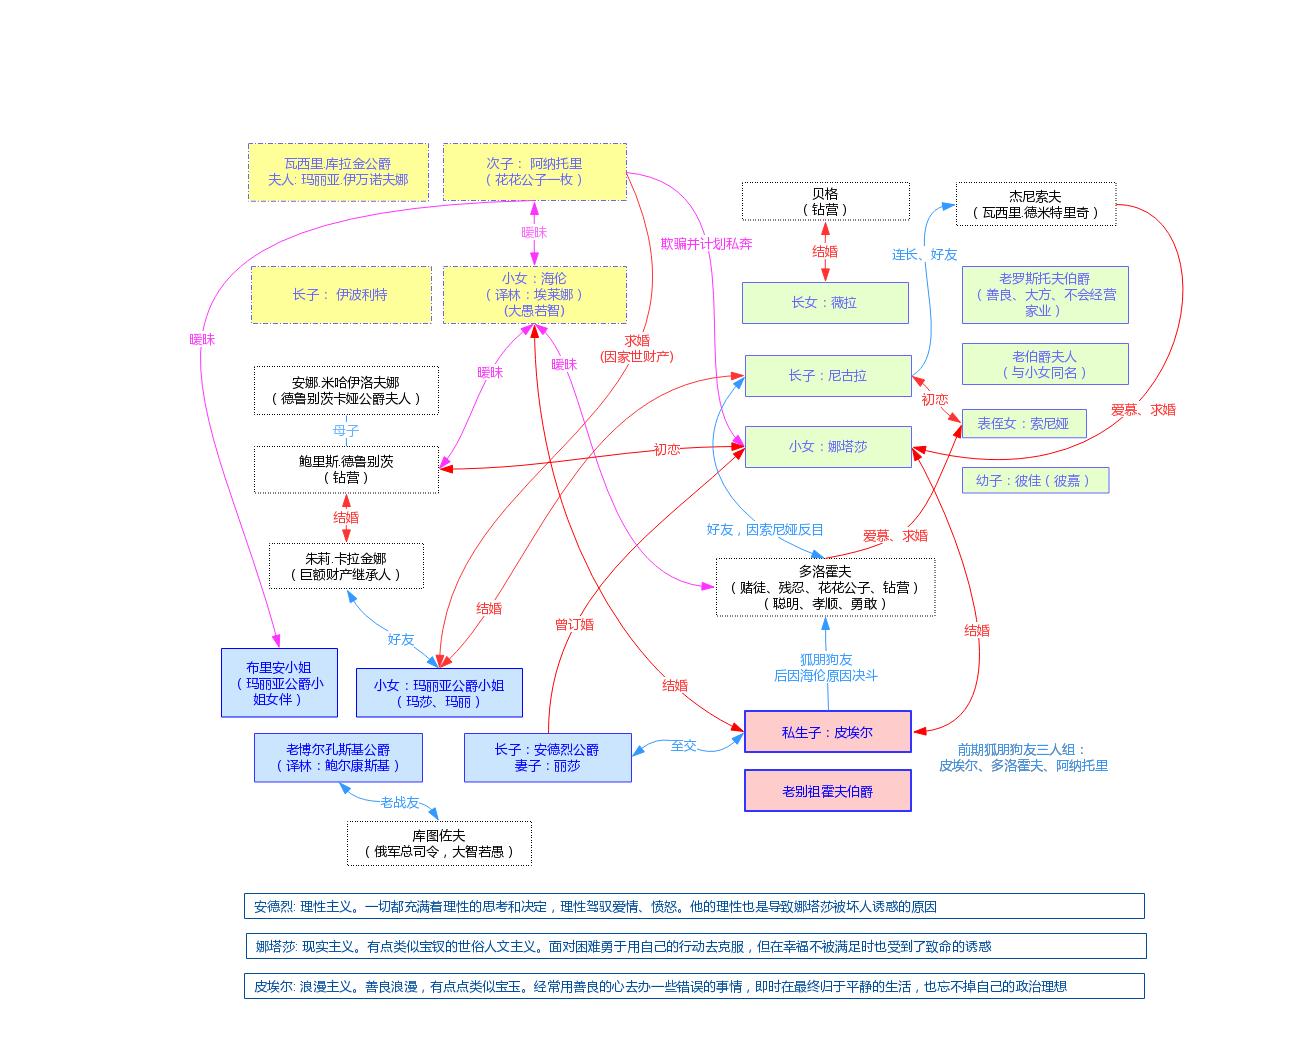 瓦西里.库拉金公爵
夫人: 玛丽亚.伊万诺夫娜
次子： 阿纳托里
（ 花花公子一枚 ）
贝格
（ 钻营 ）
杰尼索夫
（ 瓦西里.德米特里奇 ）
暧昧
欺骗并计划私奔
结婚
连长、好友
长子： 伊波利特
小女：海伦
（ 译林：埃莱娜 ）
(大愚若智)
长女：薇拉
老罗斯托夫伯爵
（ 善良、大方、不会经营
家业 ）
暧昧
求婚
(因家世财产)
老伯爵夫人
（ 与小女同名 ）
暧昧
暧昧
长子：尼古拉
安娜.米哈伊洛夫娜
（ 德鲁别茨卡娅公爵夫人 ）
初恋
爱慕、求婚
表侄女：索尼娅
母子
初恋
小女：娜塔莎
鲍里斯.德鲁别茨
（ 钻营 ）
幼子：彼佳（ 彼嘉 ）
结婚
好友，因索尼娅反目
爱慕、求婚
朱莉.卡拉金娜
（ 巨额财产继承人 ）
多洛霍夫
（ 赌徒、残忍、花花公子、钻营 ）
（ 聪明、孝顺、勇敢 ）
结婚
曾订婚
结婚
好友
布里安小姐
（ 玛丽亚公爵小
姐女伴 ）
小女：玛丽亚公爵小姐
（ 玛莎、玛丽 ）
结婚
狐朋狗友
后因海伦原因决斗
老博尔孔斯基公爵
（ 译林：鲍尔康斯基 ）
长子：安德烈公爵
妻子：丽莎
至交
私生子：皮埃尔
前期狐朋狗友三人组：
皮埃尔、多洛霍夫、阿纳托里
老别祖霍夫伯爵
老战友
库图佐夫
（ 俄军总司令，大智若愚 ）
安德烈: 理性主义。一切都充满着理性的思考和决定，理性驾驭爱情、愤怒。他的理性也是导致娜塔莎被坏人诱惑的原因
娜塔莎: 现实主义。有点类似宝钗的世俗人文主义。面对困难勇于用自己的行动去克服，但在幸福不被满足时也受到了致命的诱惑
皮埃尔: 浪漫主义。善良浪漫，有点点类似宝玉。经常用善良的心去办一些错误的事情，即时在最终归于平静的生活，也忘不掉自己的政治理想